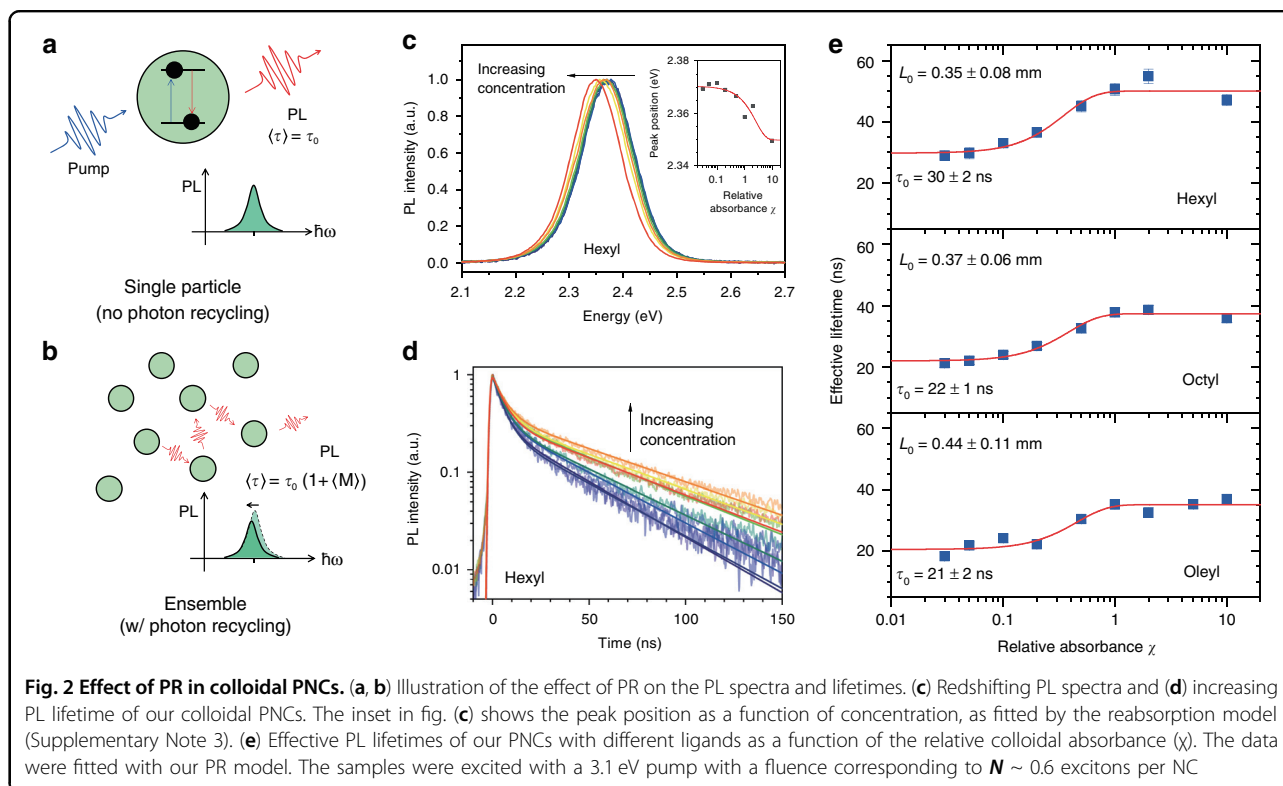 a
Pump
PL
⟨τ⟩ = τ₀
PL
ħω
Single particle
(no photon recycling)
b
PL
⟨τ⟩ = τ₀ (1+ ⟨M⟩)
PL
ħω
Ensemble
(w/ photon recycling)
c
Increasing
concentration
Hexyl
PL intensity (a.u.)
1.0
0.8
0.6
0.4
0.2
0.0
2.1 2.2 2.3 2.4 2.5 2.6 2.7
Energy (eV)
Peak position (eV)
2.37
2.36
2.34
0.1 1 10
Relative
absorbance χ
d
Increasing
concentration
Hexyl
PL intensity (a.u.)
1
0.1
0.01
0 50 100 150
Time (ns)
e
Effective lifetime (ns)
60
40
20
L₀ = 0.35 ± 0.08 mm
τ₀ = 30 ± 2 ns
Hexyl
60
40
20
L₀ = 0.37 ± 0.06 mm
τ₀ = 22 ± 1 ns
Octyl
60
40
20
L₀ = 0.44 ± 0.11 mm
τ₀ = 21 ± 2 ns
Oleyl
0.01 0.1 1 10
Relative absorbance χ
Fig. 2 Effect of PR in colloidal PNCs. (a, b) Illustration of the effect of PR on the PL spectra and lifetimes. (c) Redshifting PL spectra and (d) increasing
PL lifetime of our colloidal PNCs. The inset in fig. (c) shows the peak position as a function of concentration, as fitted by the reabsorption model
(Supplementary Note 3). (e) Effective PL lifetimes of our PNCs with different ligands as a function of the relative colloidal absorbance (χ). The data
were fitted with our PR model. The samples were excited with a 3.1 eV pump with a fluence corresponding to N ~ 0.6 excitons per NC